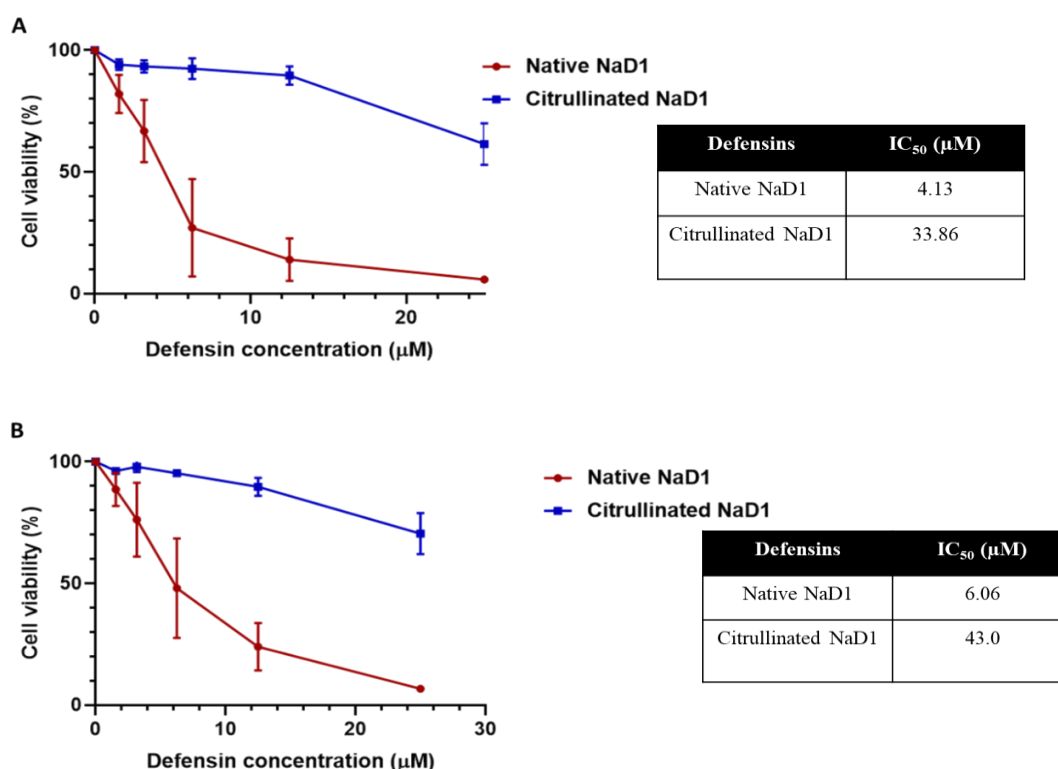 A
100
50
0
Cell viability (%)
0
10
20
Defensin concentration (μM)
Native NaD1
Citrullinated NaD1
Defensins IC₅₀ (μM)
Native NaD1 4.13
Citrullinated NaD1 33.86
B
100
50
0
Cell viability (%)
0
10
20
30
Defensin concentration (μM)
Native NaD1
Citrullinated NaD1
Defensins IC₅₀ (μM)
Native NaD1 6.06
Citrullinated NaD1 43.0